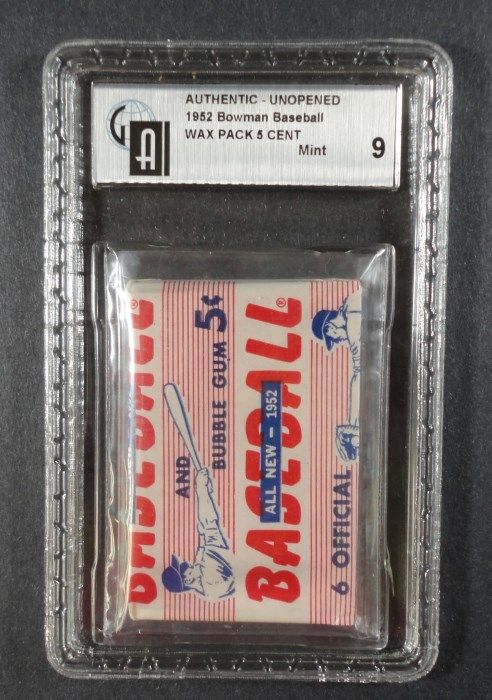 AUTHENTIC - UNOPENED
1952 Bowman Baseball
WAX PACK 5 CENT
Mint 9
GAI
BASEBALL®
AND
BUBBLE GUM 5¢
BASEBALL®
ALL NEW - 1952
6 OFFICIAL